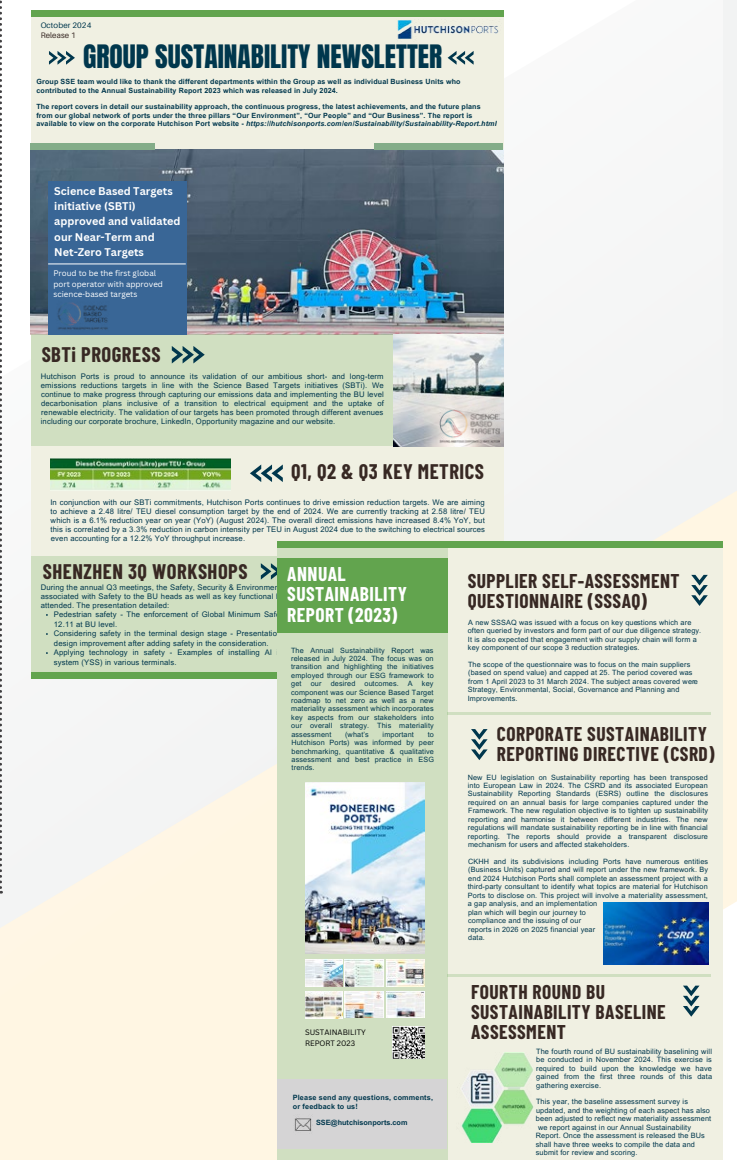 October 2024
Release 1
HUTCHISON PORTS
GROUP SUSTAINABILITY NEWSLETTER
Group SSE team would like to thank the different departments within the Group as well as individual Business Units who
contributed to the Annual Sustainability Report 2023 which was released in July 2024.
The report covers in detail our sustainability approach, the continuous progress, the latest achievements, and the future plans
from our global network of ports under the three pillars “Our Environment”, “Our People” and “Our Business”. The report is
available to view on the corporate Hutchison Port website - https://hutchisonports.com/en/Sustainability/Sustainability-Report.html
Science Based Targets
initiative (SBTi)
approved and validated
our Near-Term and
Net-Zero Targets
Proud to be the first global
port operator with approved
science-based targets
SCIENCE
BASED
TARGETS
SBTi PROGRESS
Hutchison Ports is proud to announce its validation of our ambitious short- and long-term
emissions reductions targets in line with the Science Based Targets initiatives (SBTi). We
continue to make progress through capturing our emissions data and implementing the BU level
decarbonisation plans inclusive of a transition to electrical equipment and the uptake of
renewable electricity. The validation of our targets has been promoted through different avenues
including our corporate brochure, LinkedIn, Opportunity magazine and our website.
SCIENCE
BASED
TARGETS
Diesel Consumption (Litre) per TEU - Group
FY 2023 YTD 2023 YTD 2024 YOY%
2.74 2.74 2.57 -6.6%
Q1, Q2 & Q3 KEY METRICS
In conjunction with our SBTi commitments, Hutchison Ports continues to drive emission reduction targets. We are aiming
to achieve a 2.48 litre/ TEU diesel consumption target by the end of 2024. We are currently tracking at 2.58 litre/ TEU
which is a 6.1% reduction year on year (YoY) (August 2024). The overall direct emissions have increased 8.4% YoY, but
this is correlated by a 3.3% reduction in carbon intensity per TEU in August 2024 due to the switching to electrical sources
even accounting for a 12.2% YoY throughput increase.
SHENZHEN 3Q WORKSHOPS
During the annual Q3 meetings, the Safety, Security & Environmen
associated with Safety to the BU heads as well as key functional
attended. The presentation detailed:
• Pedestrian safety - The enforcement of Global Minimum Safe
12.11 at BU level.
• Considering safety in the terminal design stage - Presentatio
design improvement after adding safety in the consideration.
• Applying technology in safety - Examples of installing AI
system (YSS) in various terminals.
ANNUAL
SUSTAINABILITY
REPORT (2023)
The Annual Sustainability Report was
released in July 2024. The focus was on
transition and highlighting the initiatives
employed through our ESG framework to
get our desired outcomes. A key
component was our Science Based Target
roadmap to net zero as well as a new
materiality assessment which incorporates
key aspects from our stakeholders into
our overall strategy. This materiality
assessment (what's important to
Hutchison Ports) was informed by peer
benchmarking, quantitative & qualitative
assessment and best practice in ESG
trends.
HUTCHISON PORTS
PIONEERING
PORTS:
LEADING THE TRANSITION
SUSTAINABILITY REPORT 2023
SUSTAINABILITY
REPORT 2023
Please send any questions, comments,
or feedback to us!
SSE@hutchisonports.com
SUPPLIER SELF-ASSESSMENT
QUESTIONNAIRE (SSSAQ)
A new SSSAQ was issued with a focus on key questions which are
often queried by investors and form part of our due diligence strategy.
It is also expected that engagement with our supply chain will form a
key component of our scope 3 reduction strategies.
The scope of the questionnaire was to focus on the main suppliers
(based on spend value) and capped at 25. The period covered was
from 1 April 2023 to 31 March 2024. The subject areas covered were
Strategy, Environmental, Social, Governance and Planning and
Improvements.
CORPORATE SUSTAINABILITY
REPORTING DIRECTIVE (CSRD)
New EU legislation on Sustainability reporting has been transposed
into European Law in 2024. The CSRD and its associated European
Sustainability Reporting Standards (ESRS) outline the disclosures
required on an annual basis for large companies captured under the
Framework. The new regulation objective is to tighten up sustainability
reporting and harmonise it between different industries. The new
regulations will mandate sustainability reporting be in line with financial
reporting. The reports should provide a transparent disclosure
mechanism for users and affected stakeholders.
CKHH and its subdivisions including Ports have numerous entities
(Business Units) captured and will report under the new framework. By
end 2024 Hutchison Ports shall complete an assessment project with a
third-party consultant to identify what topics are material for Hutchison
Ports to disclose on. This project will involve a materiality assessment,
a gap analysis, and an implementation
plan which will begin our journey to
compliance and the issuing of our
reports in 2026 on 2025 financial year
data.
Corporate
Sustainability
Reporting
Directive
CSRD
FOURTH ROUND BU
SUSTAINABILITY BASELINE
ASSESSMENT
COMPLIERS
INITIATORS
The fourth round of BU sustainability baselining will
be conducted in November 2024. This exercise is
required to build upon the knowledge we have
gained from the first three rounds of this data
gathering exercise.
This year, the baseline assessment survey is
updated, and the weighting of each aspect has also
been adjusted to reflect new materiality assessment
we report against in our Annual Sustainability
Report. Once the assessment is released the BUs
shall have three weeks to compile the data and
submit for review and scoring.